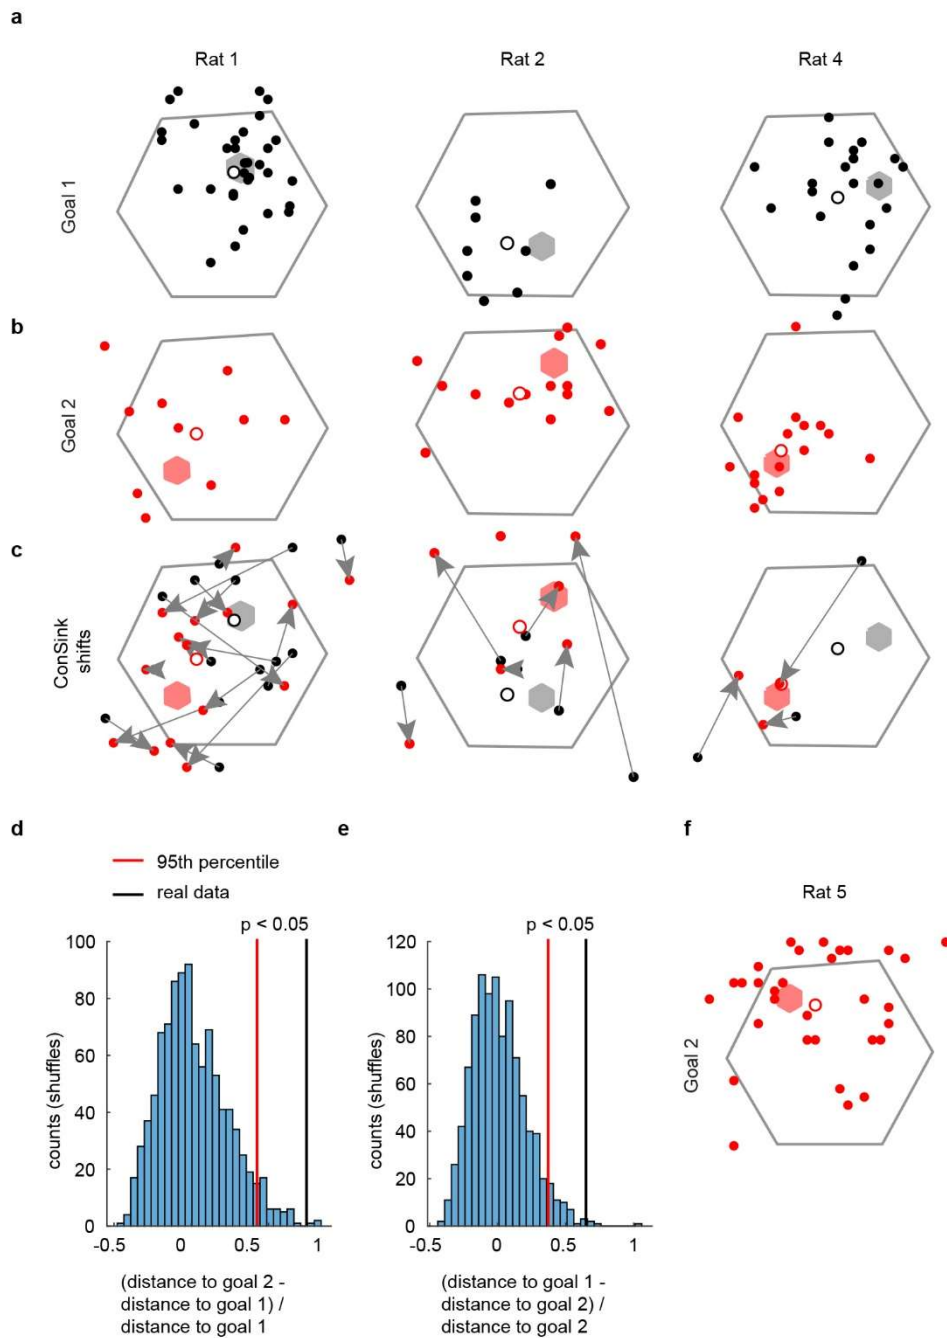 a
Rat 1
Rat 2
Rat 4
Goal 1
b
Goal 2
c
ConSink
shifts
d
e
f
95th percentile
real data
Rat 5
p < 0.05
p < 0.05
100
80
60
40
20
0
counts (shuffles)
-0.5
0
0.5
1
(distance to goal 2 -
distance to goal 1) /
distance to goal 1
120
100
80
60
40
20
0
counts (shuffles)
-0.5
0
0.5
1
(distance to goal 1 -
distance to goal 2) /
distance to goal 2
Goal 2